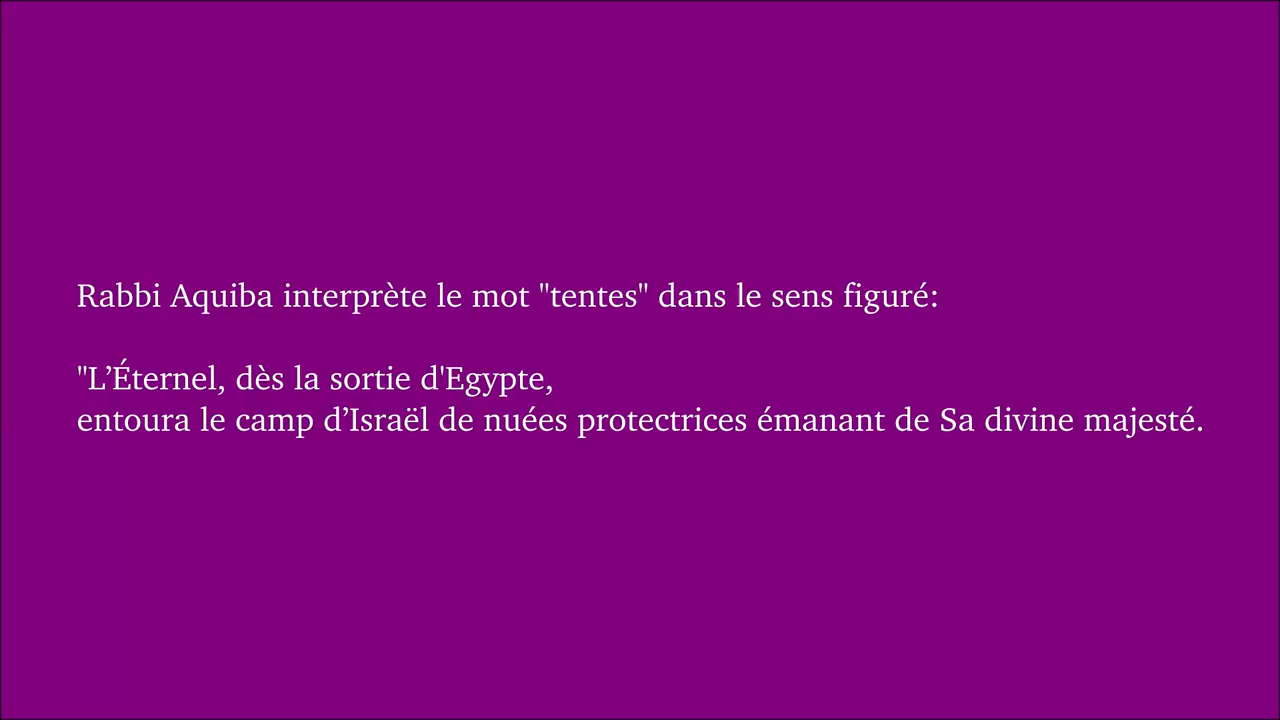 Rabbi Aquiba interprète le mot "tentes" dans le sens figuré:
"L’Éternel, dès la sortie d'Egypte,
entoura le camp d’Israël de nuées protectrices émanant de Sa divine majesté.